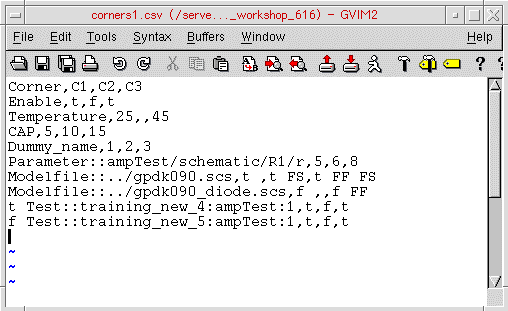 corners1.csv (/serve..._workshop_616) - GVIM2
File Edit Tools Syntax Buffers Window Help
Corner,C1,C2,C3
Enable,t,f,t
Temperature,25,,45
CAP,5,10,15
Dummy_name,1,2,3
Parameter::ampTest/schematic/R1/r,5,6,8
Modelfile::../gpdk090.scs,t ,t FS,t FF FS
Modelfile::../gpdk090_diode.scs,f ,,f FF
t Test::training_new_4:ampTest:1,t,f,t
f Test::training_new_5:ampTest:1,t,f,t
~
~
~